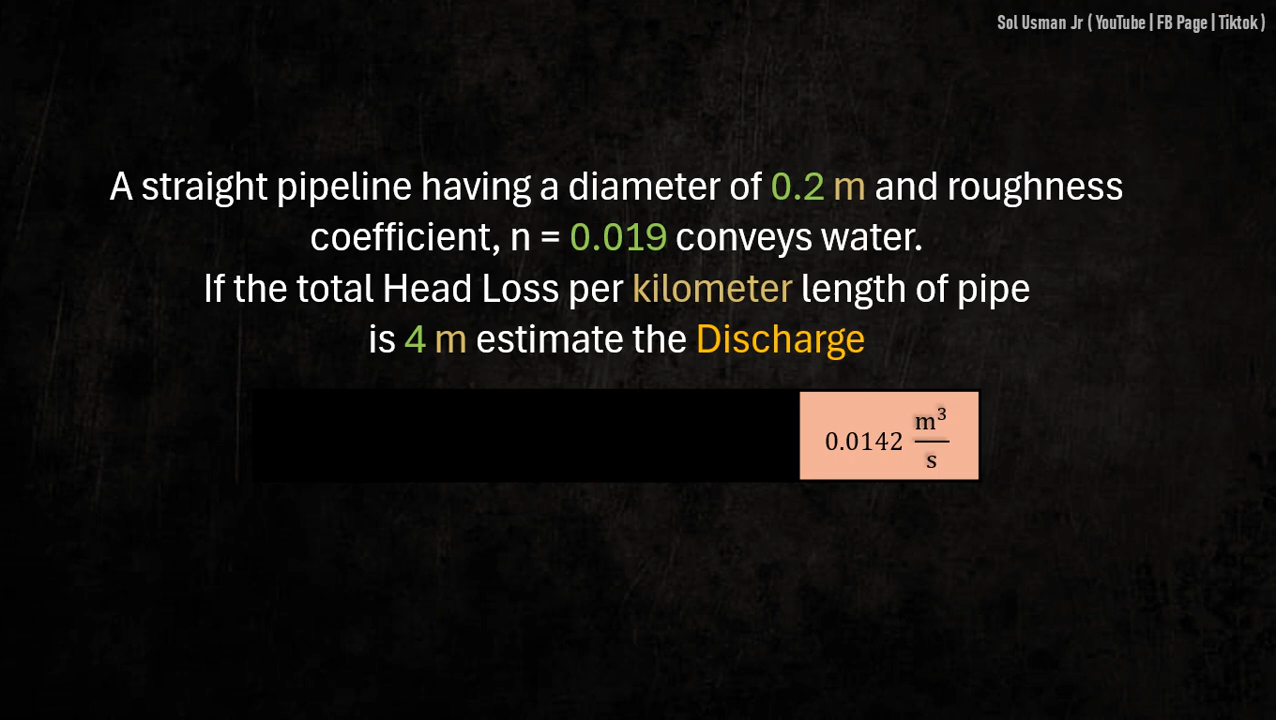 Sol Usman Jr ( YouTube | FB Page | Tiktok )
A straight pipeline having a diameter of 0.2 m and roughness
coefficient, n = 0.019 conveys water.
If the total Head Loss per kilometer length of pipe
is 4 m estimate the Discharge
0.0142 m³/s